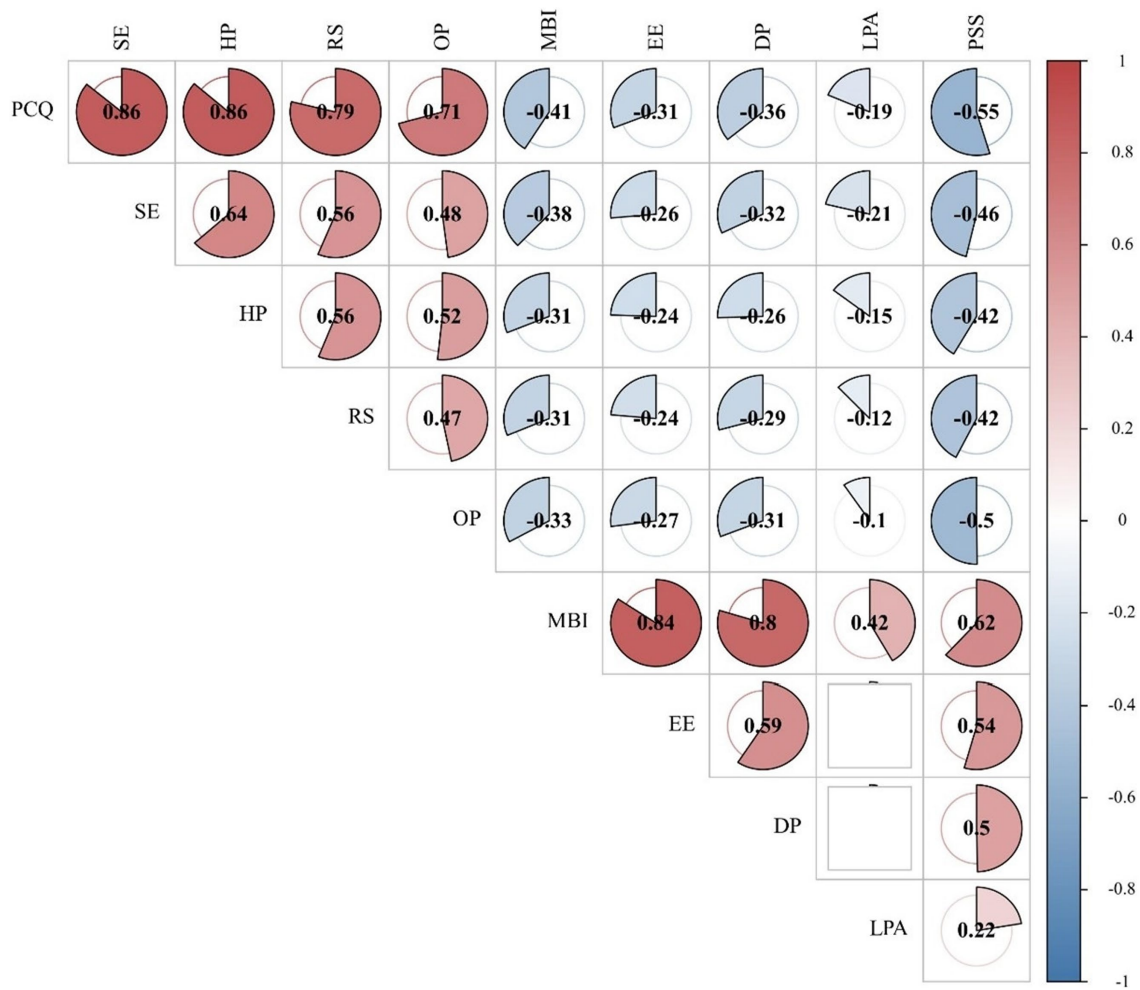 SE HP RS OP MBI EE DP LPA PSS
PCQ 0.86 0.86 0.79 0.71 -0.41 -0.31 -0.36 -0.19 -0.55
SE 0.64 0.56 0.48 -0.38 -0.26 -0.32 -0.21 -0.46
HP 0.56 0.52 -0.31 -0.24 -0.26 -0.15 -0.42
RS 0.47 -0.31 -0.24 -0.29 -0.12 -0.42
OP -0.33 -0.27 -0.31 -0.1 -0.5
MBI 0.84 0.8 0.42 0.62
EE 0.59 0.54
DP 0.5
LPA 0.22
1
0.8
0.6
0.4
0.2
0
-0.2
-0.4
-0.6
-0.8
-1